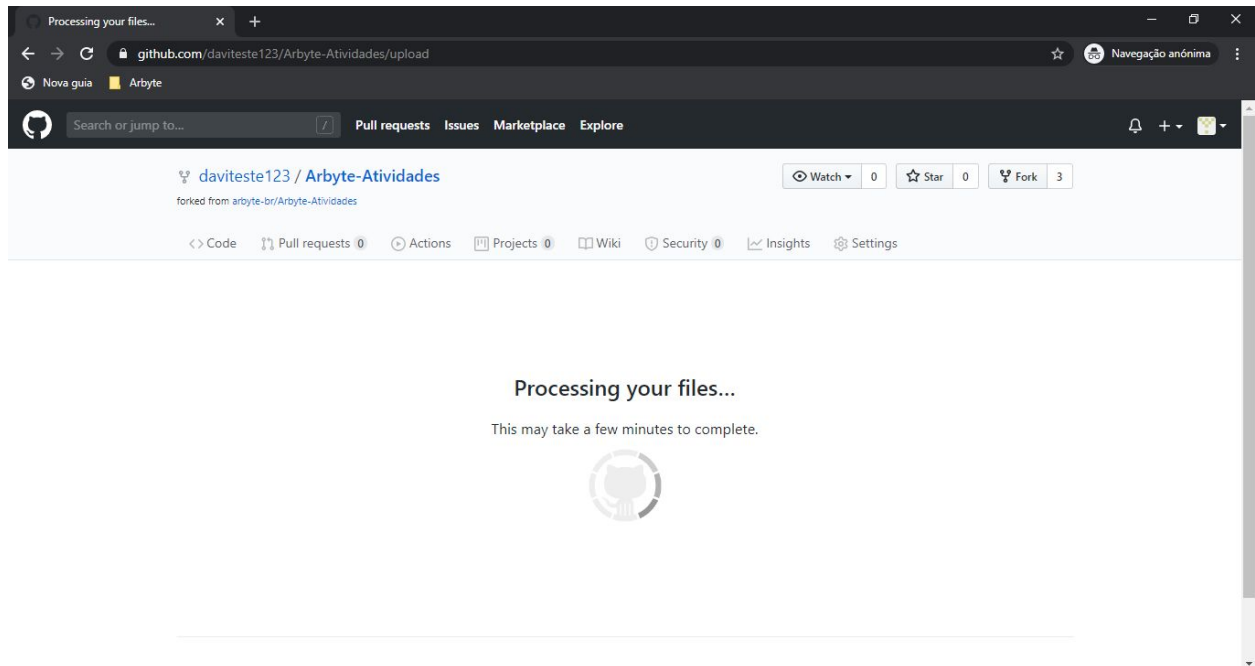 Processing your files...
github.com/daviteste123/Arbyte-Atividades/upload
Navegação anónima
Nova guia Arbyte
Search or jump to... / Pull requests Issues Marketplace Explore
daviteste123 / Arbyte-Atividades Watch 0 Star 0 Fork 3
forked from arbyte-br/Arbyte-Atividades
<> Code Pull requests 0 Actions Projects 0 Wiki Security 0 Insights Settings
Processing your files...
This may take a few minutes to complete.